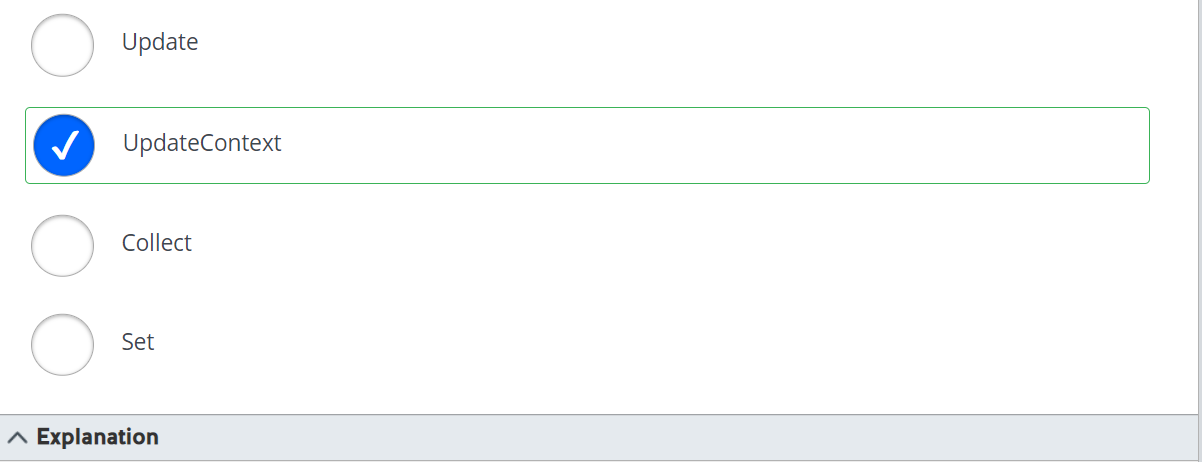 Update
UpdateContext
Collect
Set
Explanation